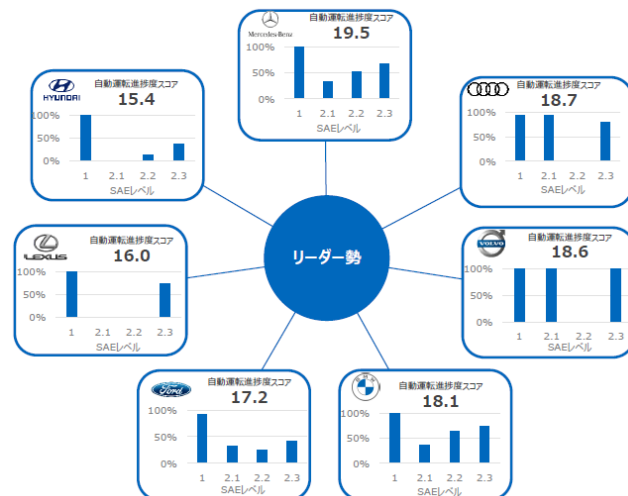 Mercedes-Benz
自動運転進捗度スコア
19.5
100%
50%
0%
1 2.1 2.2 2.3
SAEレベル
HYUNDAI
自動運転進捗度スコア
15.4
100%
50%
0%
1 2.1 2.2 2.3
SAEレベル
自動運転進捗度スコア
18.7
100%
50%
0%
1 2.1 2.2 2.3
SAEレベル
LEXUS
自動運転進捗度スコア
16.0
100%
50%
0%
1 2.1 2.2 2.3
SAEレベル
リーダー勢
VOLVO
自動運転進捗度スコア
18.6
100%
50%
0%
1 2.1 2.2 2.3
SAEレベル
Ford
自動運転進捗度スコア
17.2
100%
50%
0%
1 2.1 2.2 2.3
SAEレベル
自動運転進捗度スコア
18.1
100%
50%
0%
1 2.1 2.2 2.3
SAEレベル